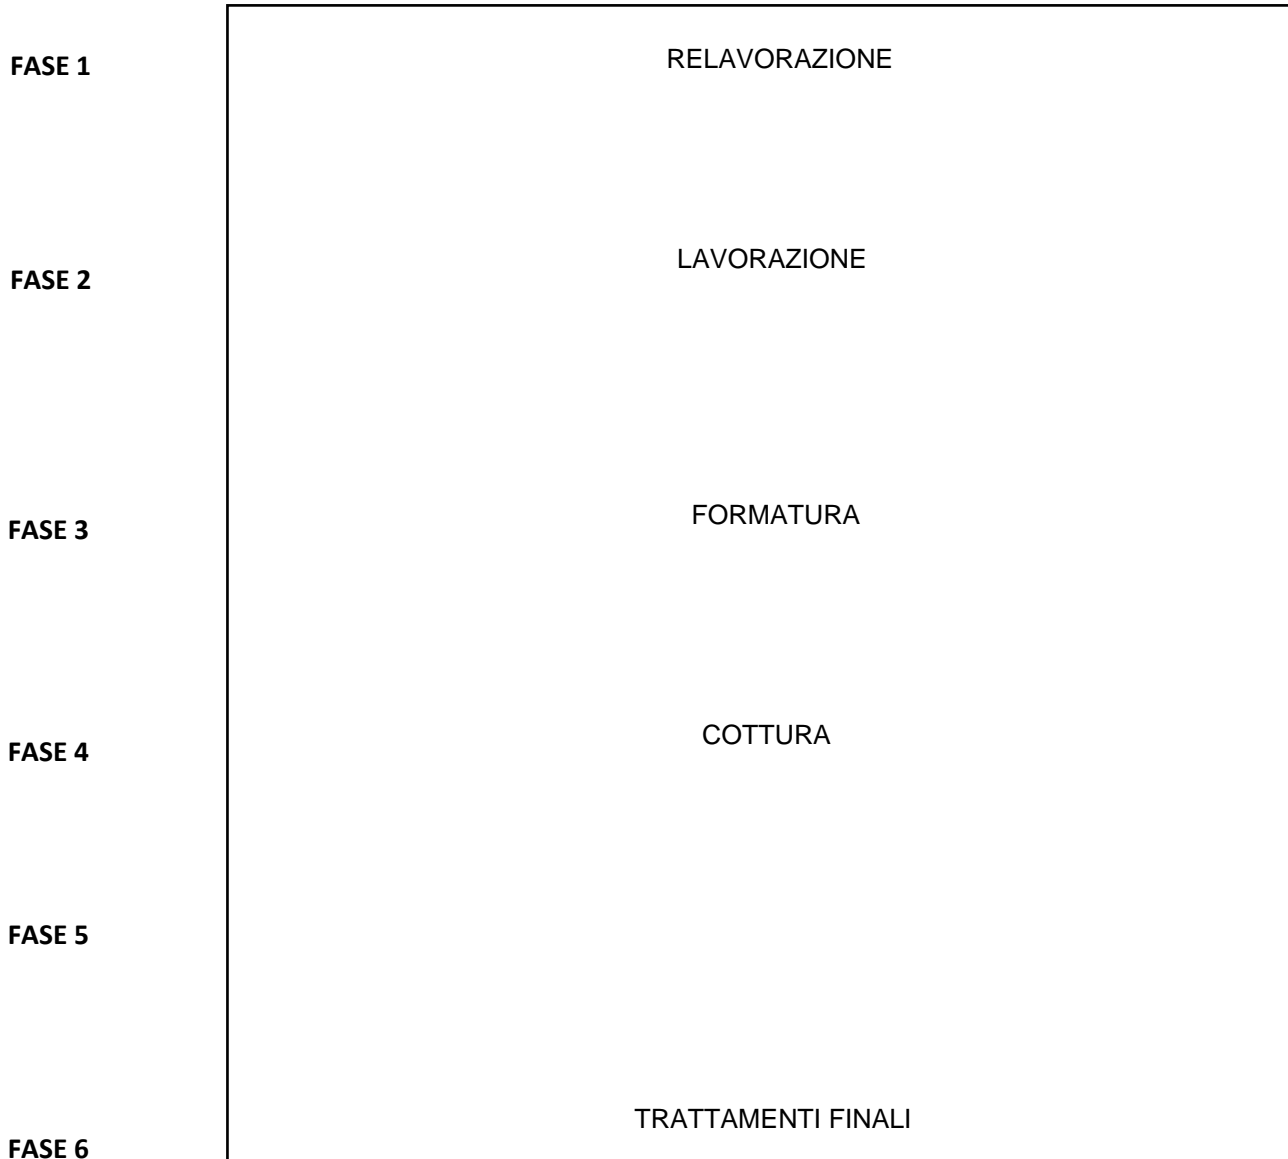 FASE 1
RELAVORAZIONE
FASE 2
LAVORAZIONE
FASE 3
FORMATURA
FASE 4
COTTURA
FASE 5
TRATTAMENTI FINALI
FASE 6